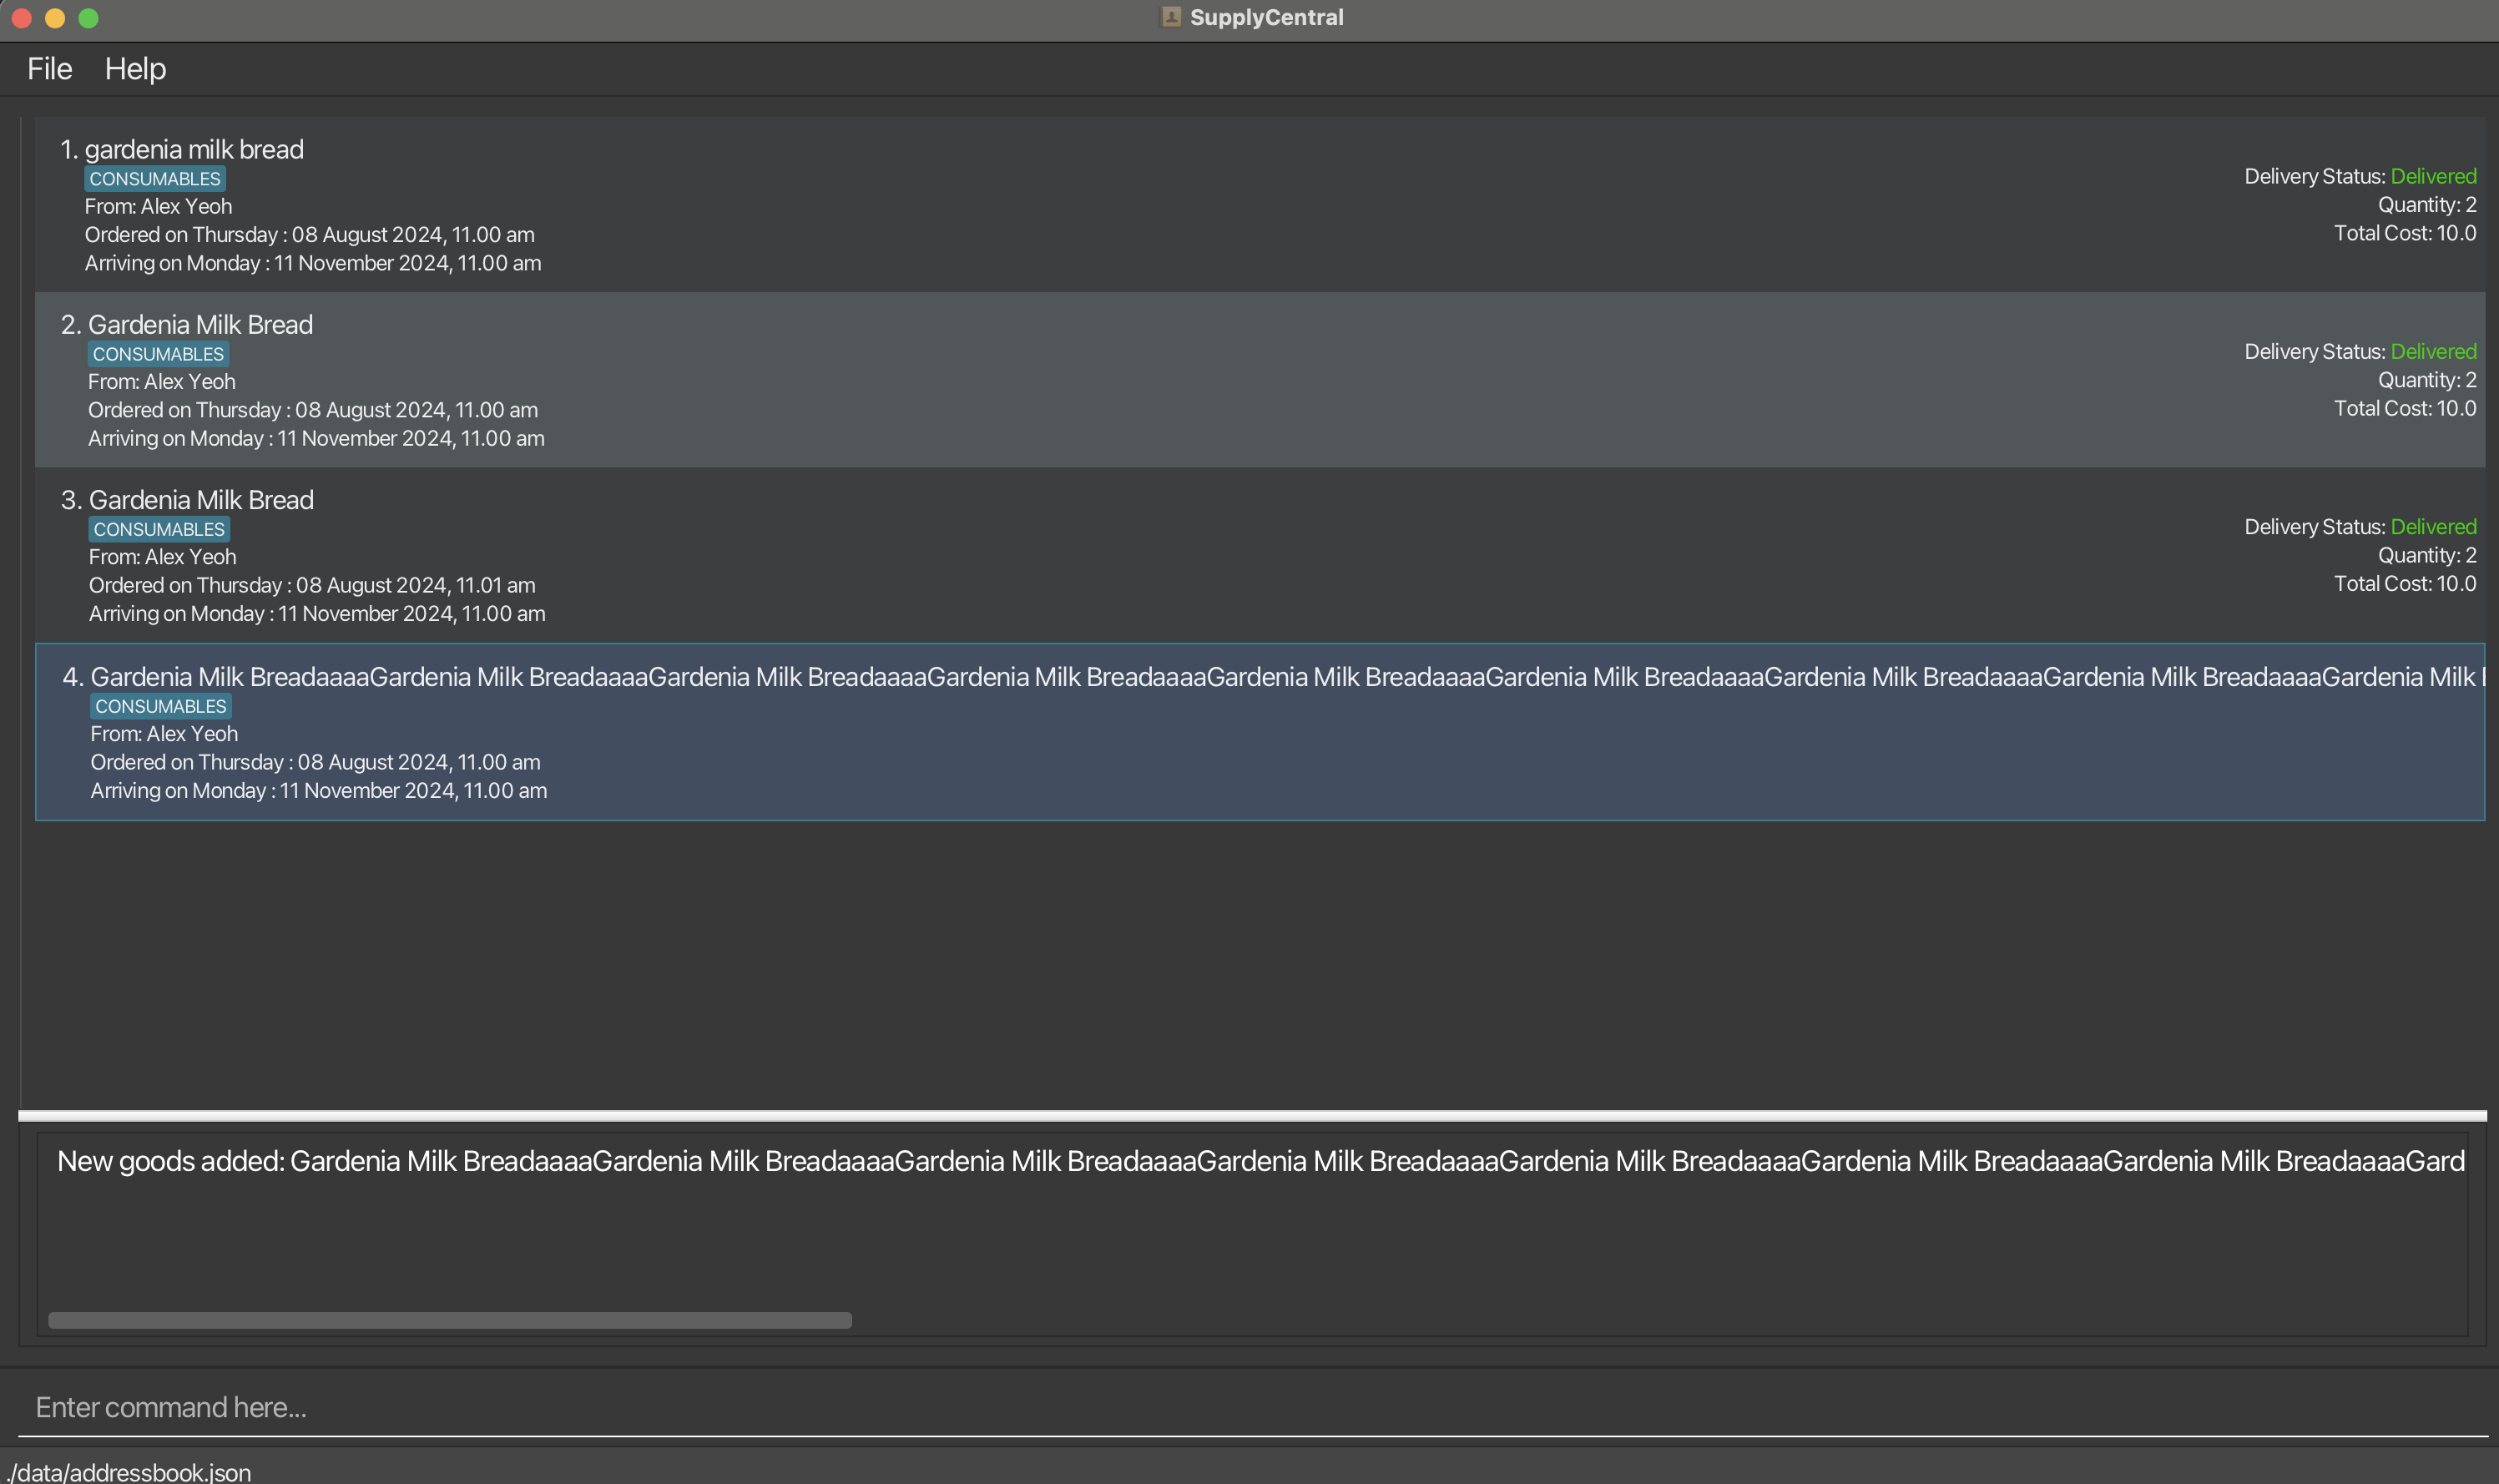 SupplyCentral
File Help
1. gardenia milk bread
CONSUMABLES
From: Alex Yeoh
Ordered on Thursday : 08 August 2024, 11.00 am
Arriving on Monday : 11 November 2024, 11.00 am
Delivery Status: Delivered
Quantity: 2
Total Cost: 10.0
2. Gardenia Milk Bread
CONSUMABLES
From: Alex Yeoh
Ordered on Thursday : 08 August 2024, 11.00 am
Arriving on Monday : 11 November 2024, 11.00 am
Delivery Status: Delivered
Quantity: 2
Total Cost: 10.0
3. Gardenia Milk Bread
CONSUMABLES
From: Alex Yeoh
Ordered on Thursday : 08 August 2024, 11.01 am
Arriving on Monday : 11 November 2024, 11.00 am
Delivery Status: Delivered
Quantity: 2
Total Cost: 10.0
4. Gardenia Milk BreadaaaaGardenia Milk BreadaaaaGardenia Milk BreadaaaaGardenia Milk BreadaaaaGardenia Milk BreadaaaaGardenia Milk BreadaaaaGardenia Milk BreadaaaaGardenia Milk BreadaaaaGardenia Milk
CONSUMABLES
From: Alex Yeoh
Ordered on Thursday : 08 August 2024, 11.00 am
Arriving on Monday : 11 November 2024, 11.00 am
New goods added: Gardenia Milk BreadaaaaGardenia Milk BreadaaaaGardenia Milk BreadaaaaGardenia Milk BreadaaaaGardenia Milk BreadaaaaGardenia Milk BreadaaaaGardenia Milk BreadaaaaGard
Enter command here...
./data/addressbook.json